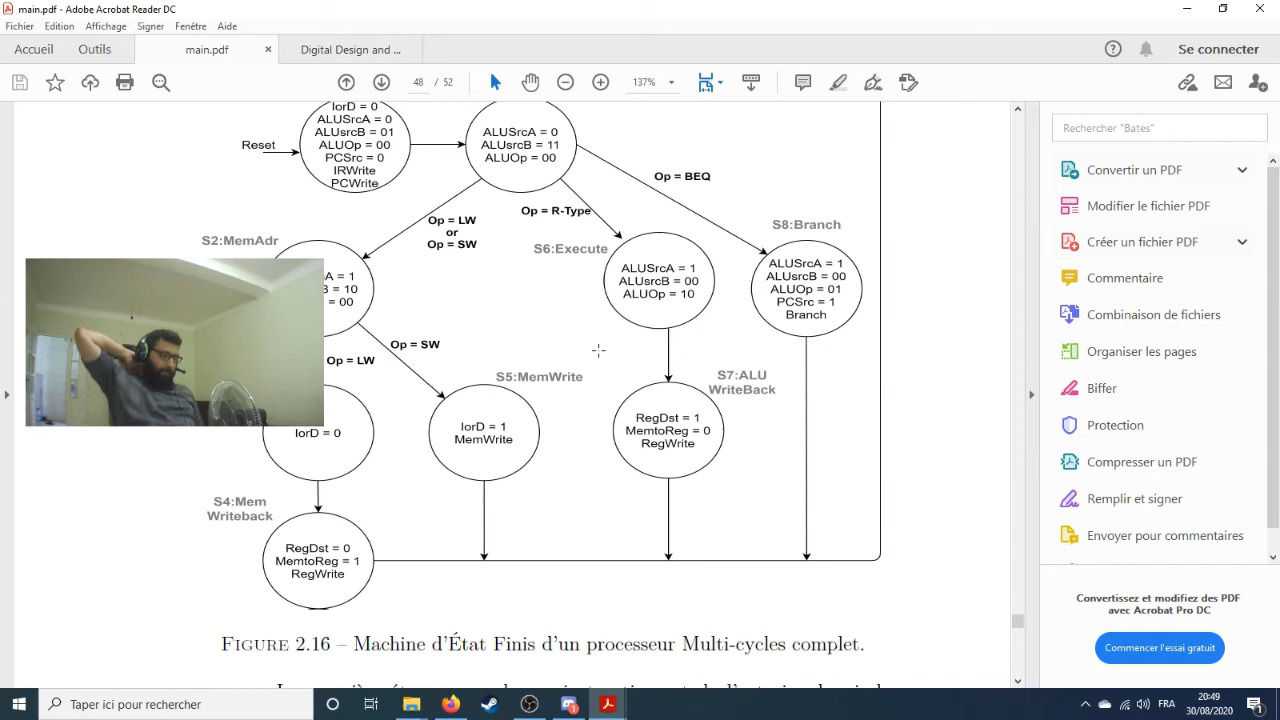 main.pdf - Adobe Acrobat Reader DC
Fichier Edition Affichage Signer Fenêtre Aide
Accueil Outils main.pdf × Digital Design and ... ? Se connecter
48 / 52 137%
IorD = 0
ALUSrcA = 0
ALUsrcB = 01
ALUOp = 00
PCSrc = 0
IRWrite
PCWrite
Reset
ALUSrcA = 0
ALUsrcB = 11
ALUOp = 00
Op = BEQ
Op = LW
or
Op = SW
Op = R-Type
S8:Branch
S2:MemAdr
S6:Execute
A = 1
B = 10
= 00
ALUSrcA = 1
ALUsrcB = 00
ALUOp = 10
ALUSrcA = 1
ALUsrcB = 00
ALUOp = 01
PCSrc = 1
Branch
Op = SW
Op = LW
S5:MemWrite
S7:ALU
WriteBack
IorD = 0
IorD = 1
MemWrite
RegDst = 1
MemtoReg = 0
RegWrite
S4:Mem
Writeback
RegDst = 0
MemtoReg = 1
RegWrite
FIGURE 2.16 – Machine d'État Finis d'un processeur Multi-cycles complet.
Rechercher "Bates"
Convertir un PDF
Modifier le fichier PDF
Créer un fichier PDF
Commentaire
Combinaison de fichiers
Organiser les pages
Biffer
Protection
Compresser un PDF
Remplir et signer
Envoyer pour commentaires
Convertissez et modifiez des PDF
avec Acrobat Pro DC
Commencer l'essai gratuit
Taper ici pour rechercher
FRA
20:49
30/08/2020